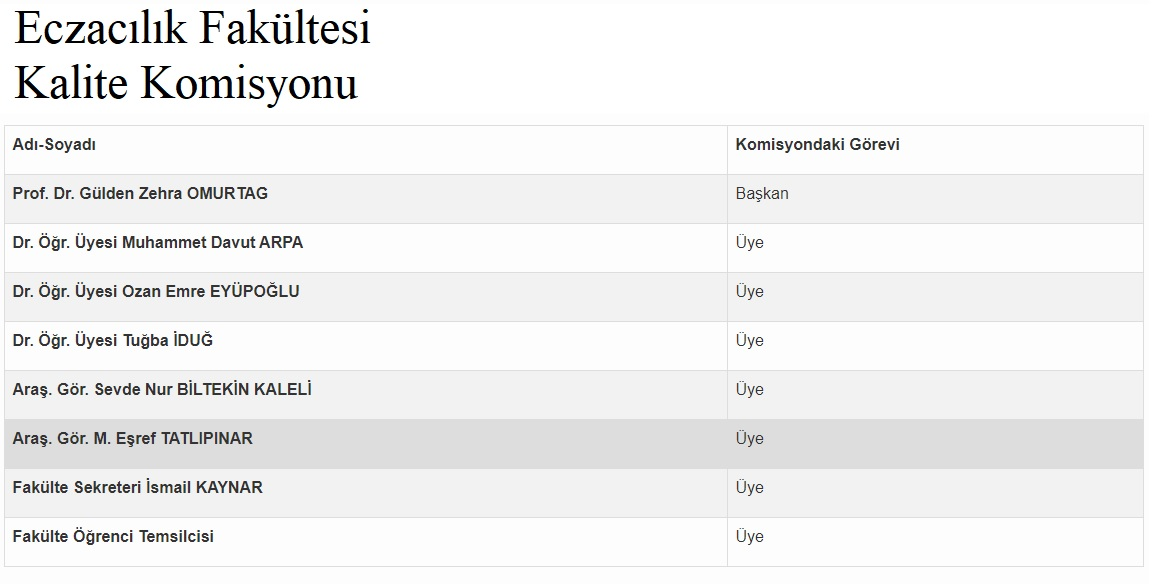 Eczacılık Fakültesi
Kalite Komisyonu
Adı-Soyadı Komisyondaki Görevi
Prof. Dr. Gülden Zehra OMURTAG Başkan
Dr. Öğr. Üyesi Muhammet Davut ARPA Üye
Dr. Öğr. Üyesi Ozan Emre EYÜPOĞLU Üye
Dr. Öğr. Üyesi Tuğba İDUĞ Üye
Araş. Gör. Sevde Nur BİLTEKİN KALELİ Üye
Araş. Gör. M. Eşref TATLIPINAR Üye
Fakülte Sekreteri İsmail KAYNAR Üye
Fakülte Öğrenci Temsilcisi Üye